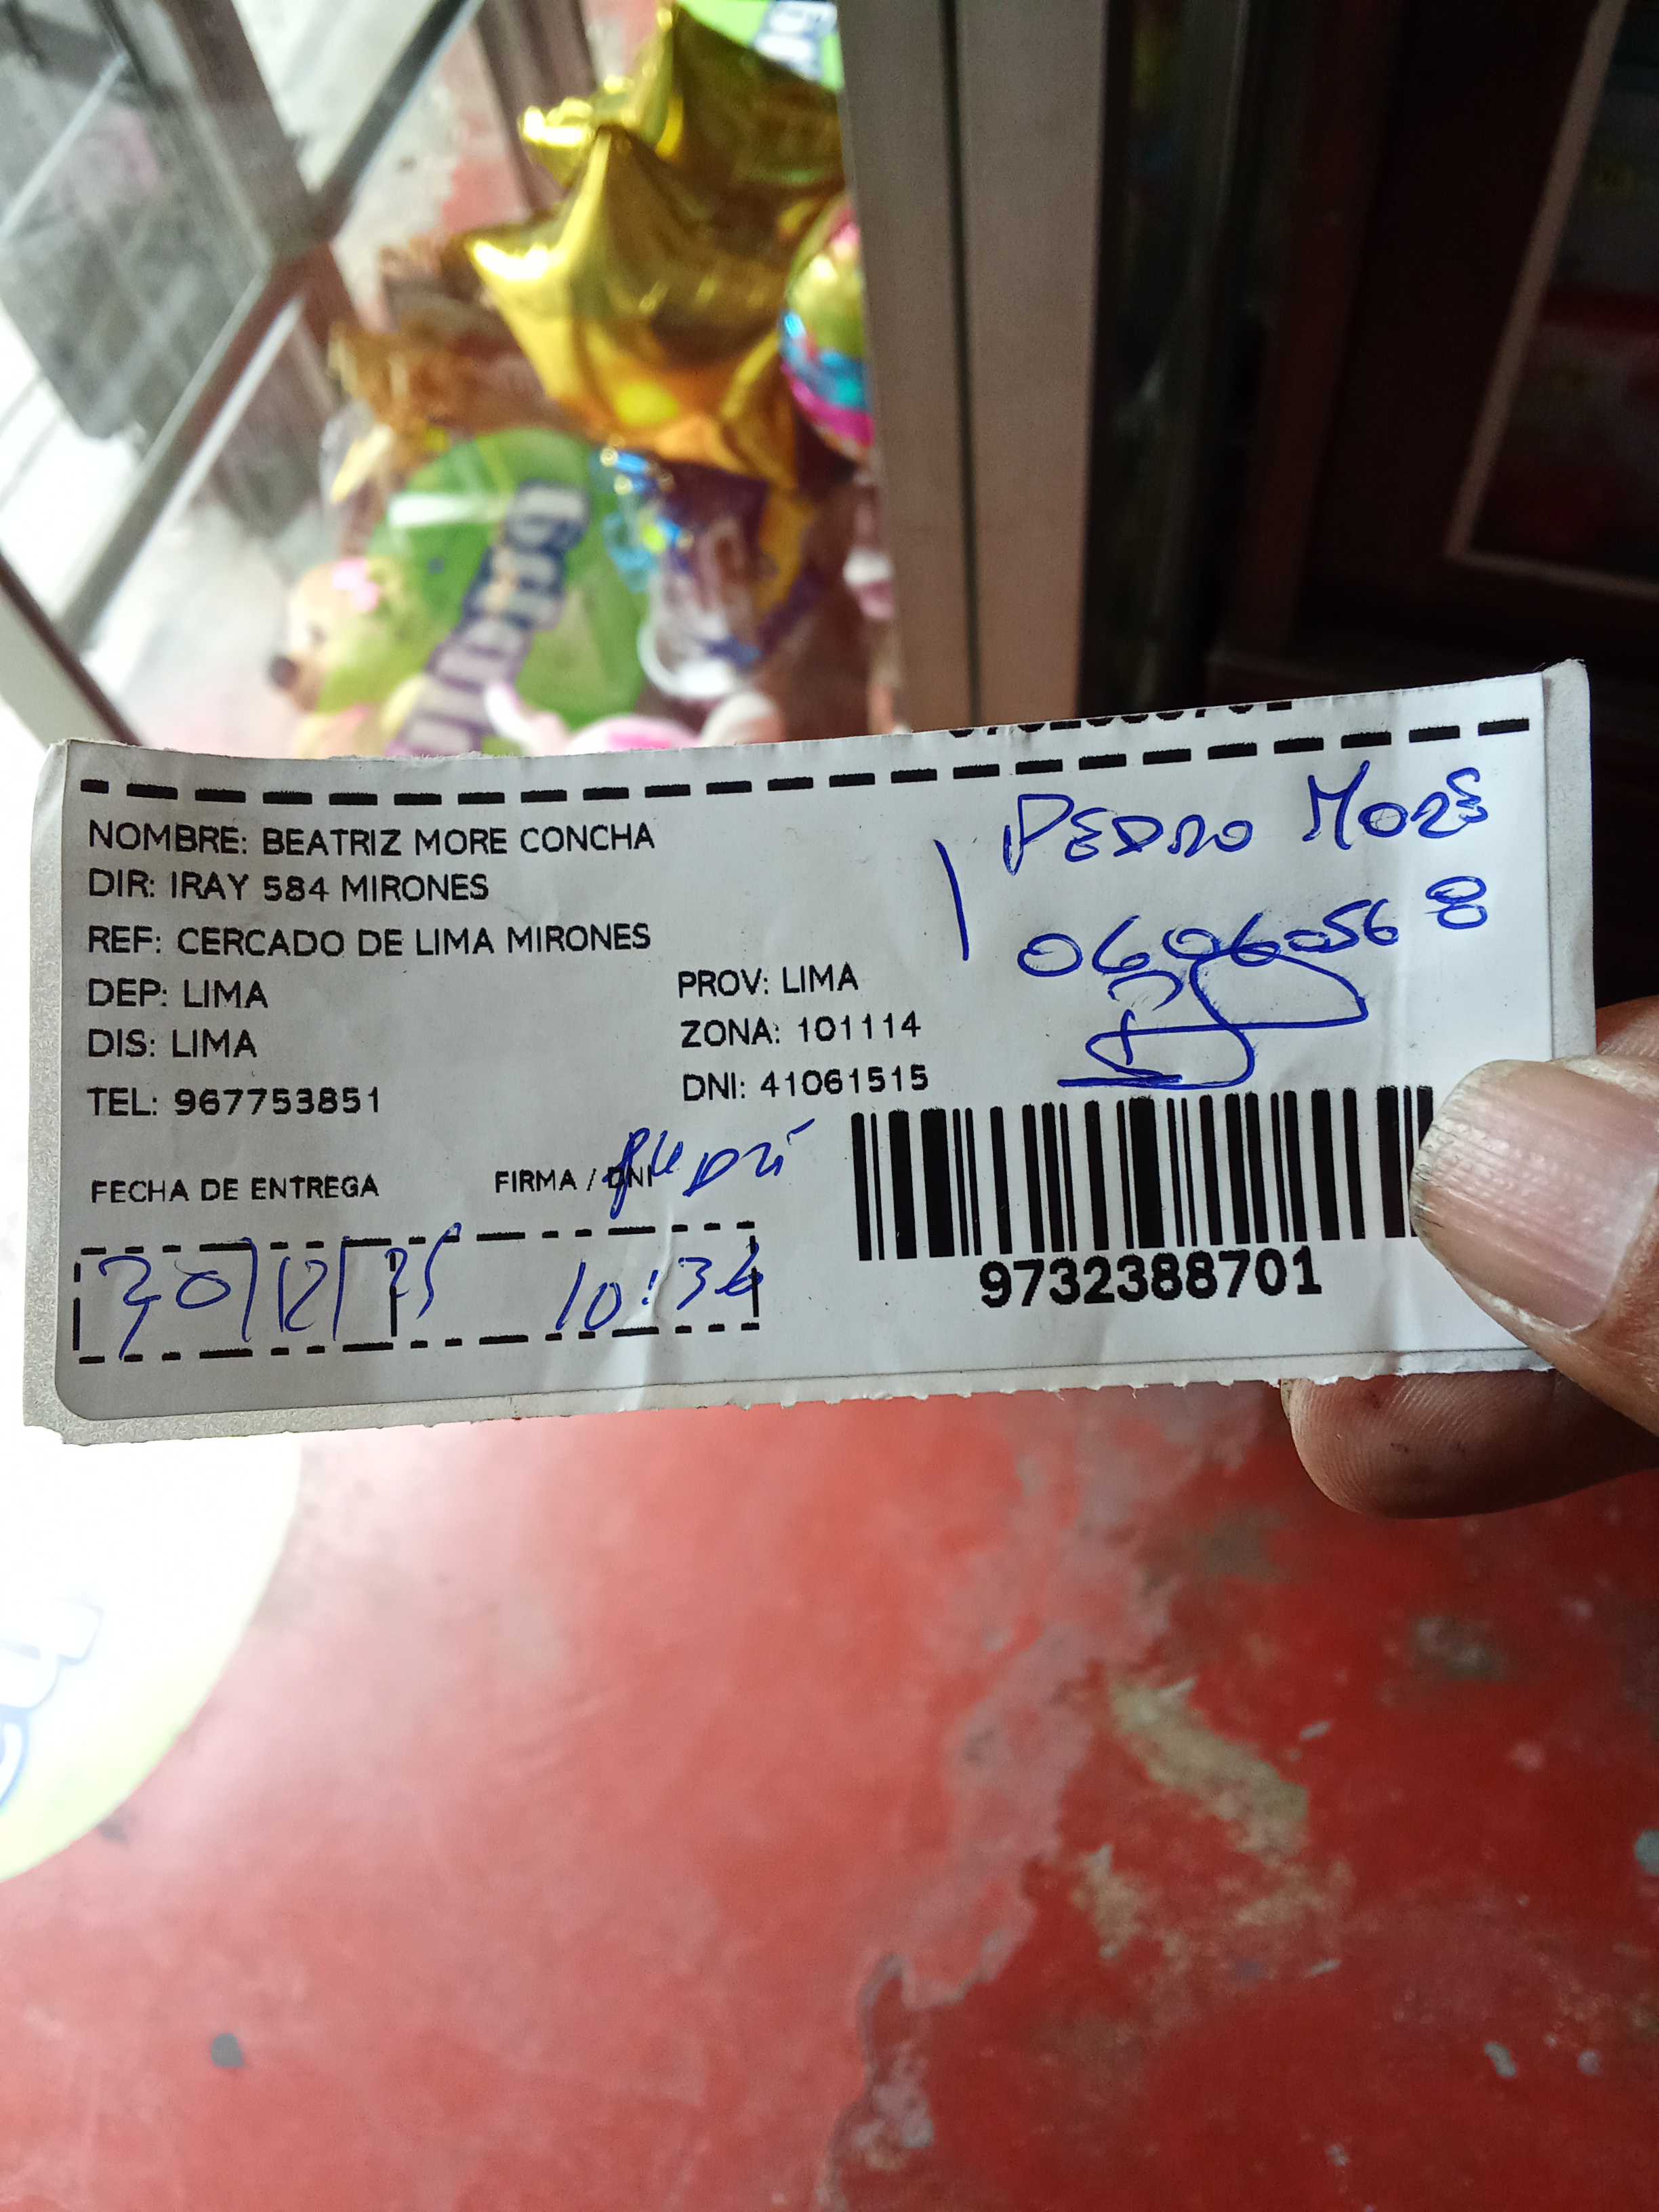 NOMBRE: BEATRIZ MORE CONCHA
DIR: IRAY 584 MIRONES
REF: CERCADO DE LIMA MIRONES
DEP: LIMA
PROV: LIMA
DIS: LIMA
ZONA: 101114
TEL: 967753851
DNI: 41061515
PEDRO MORE
06060568
FECHA DE ENTREGA
FIRMA / DNI
10:34
9732388701